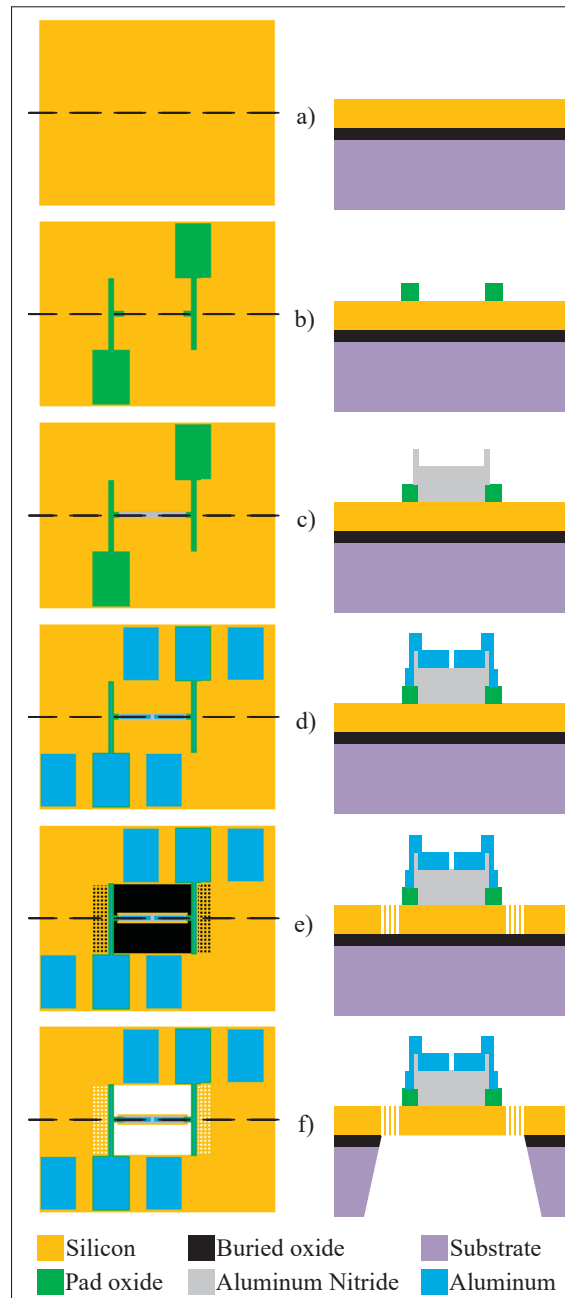 a)
b)
c)
d)
e)
f)
Silicon Buried oxide Substrate
Pad oxide Aluminum Nitride Aluminum